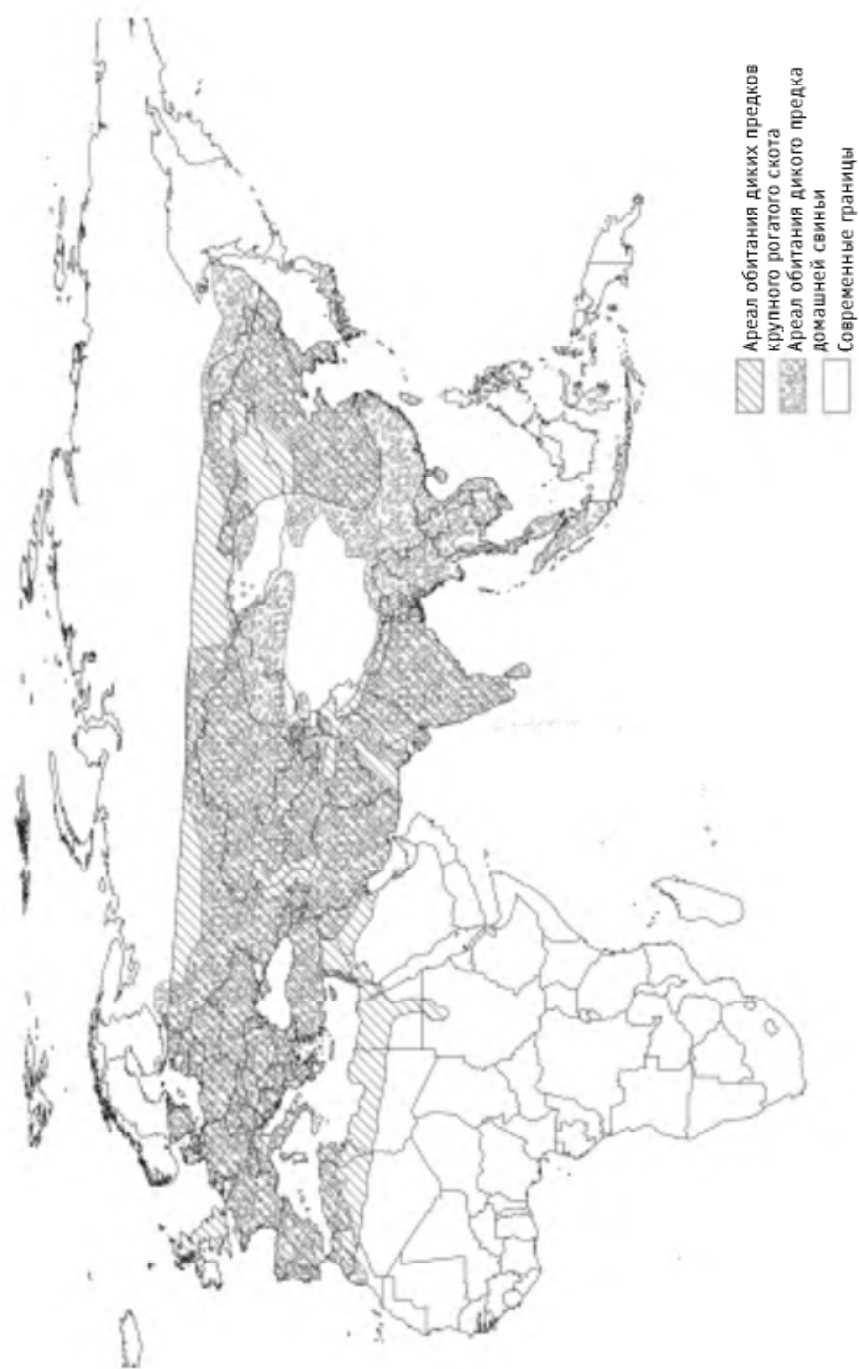 Ареал обитания диких предков
крупного рогатого скота
Ареал обитания дикого предка
домашней свиньи
Современные границы